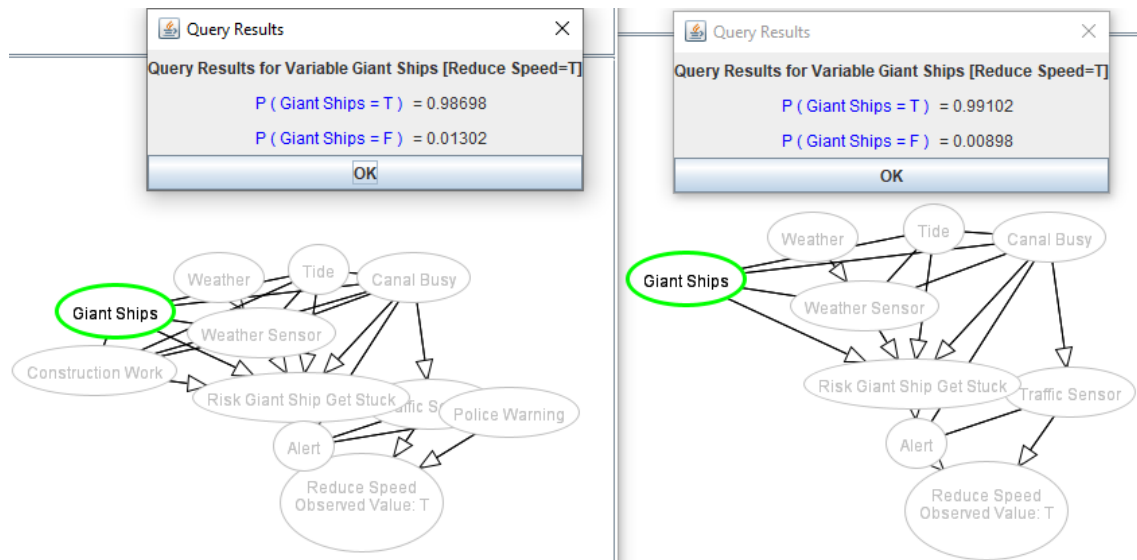 Query Results
Query Results for Variable Giant Ships [Reduce Speed=T]
P ( Giant Ships = T ) = 0.98698
P ( Giant Ships = F ) = 0.01302
OK
Weather
Tide
Canal Busy
Giant Ships
Weather Sensor
Construction Work
Risk Giant Ship Get Stuck
Police Warning
Alert
Reduce Speed
Observed Value: T
Query Results
Query Results for Variable Giant Ships [Reduce Speed=T]
P ( Giant Ships = T ) = 0.99102
P ( Giant Ships = F ) = 0.00898
OK
Weather
Tide
Canal Busy
Giant Ships
Weather Sensor
Risk Giant Ship Get Stuck
Traffic Sensor
Alert
Reduce Speed
Observed Value: T